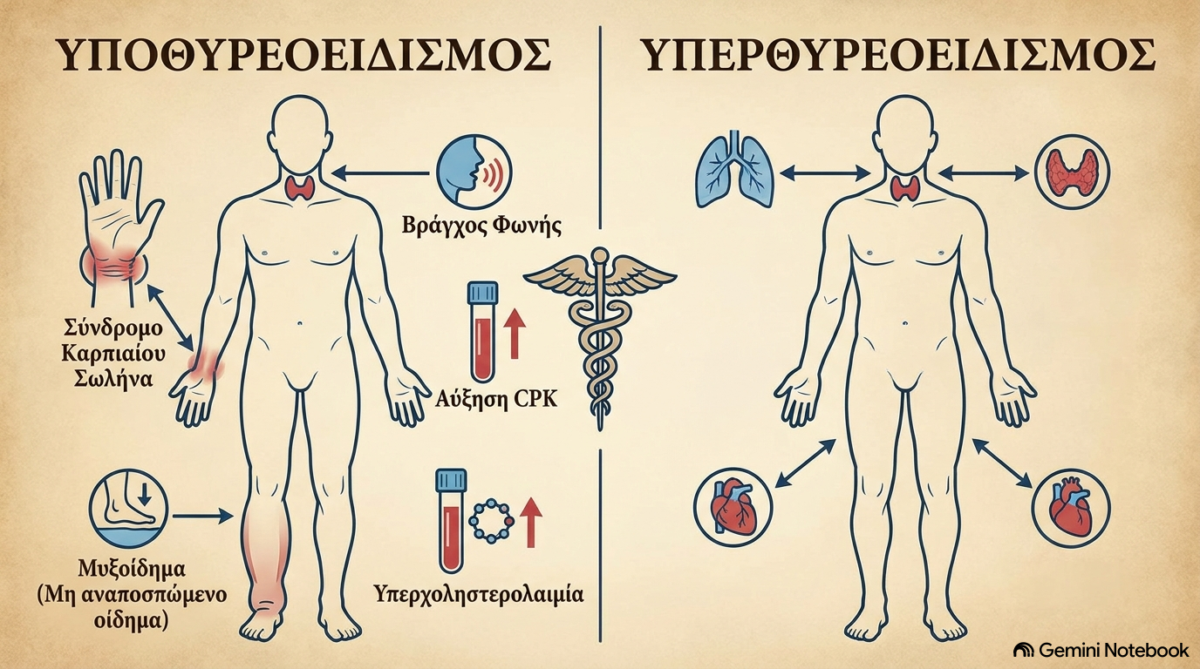 ΥΠΟΘΥΡΕΟΕΙΔΙΣΜΟΣ
Βράγχος Φωνής
Σύνδρομο
Καρπιαίου
Σωλήνα
Αύξηση CPK
Μυξοίδημα
(Μη αναποσπώμενο
οίδημα)
Υπερχοληστερολαιμία
ΥΠΕΡΘΥΡΕΟΕΙΔΙΣΜΟΣ
Gemini Notebook